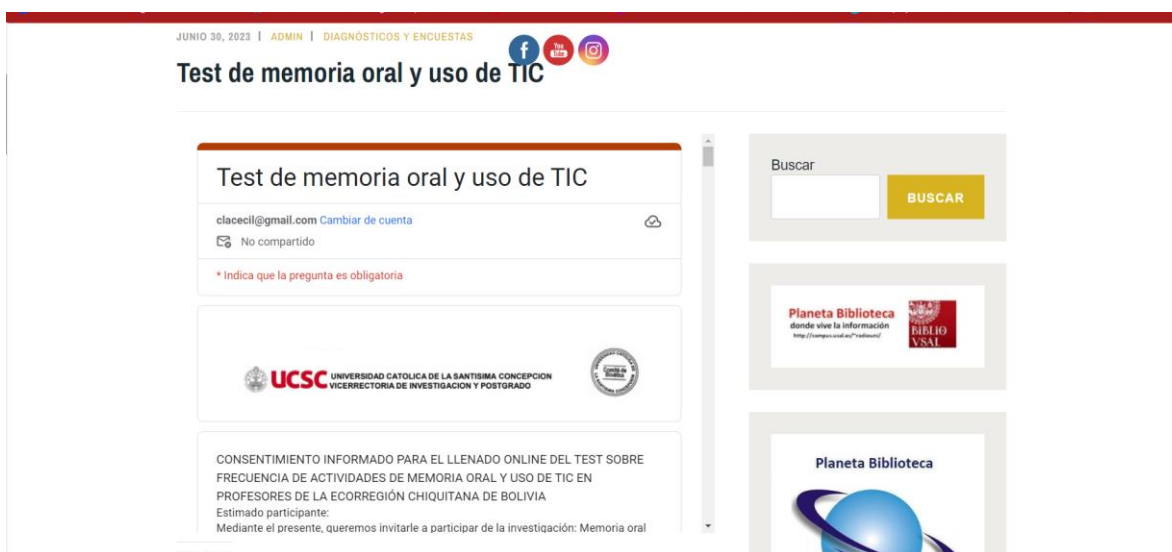 JUNIO 30, 2023 | ADMIN | DIAGNÓSTICOS Y ENCUESTAS
Test de memoria oral y uso de TIC
You
Tube
Test de memoria oral y uso de TIC
clacecil@gmail.com Cambiar de cuenta
No compartido
* Indica que la pregunta es obligatoria
UCSC UNIVERSIDAD CATOLICA DE LA SANTISIMA CONCEPCION
VICERRECTORIA DE INVESTIGACION Y POSTGRADO
Comité de
CONSENTIMIENTO INFORMADO PARA EL LLENADO ONLINE DEL TEST SOBRE
FRECUENCIA DE ACTIVIDADES DE MEMORIA ORAL Y USO DE TIC EN
PROFESORES DE LA ECORREGIÓN CHIQUITANA DE BOLIVIA
Estimado participante:
Mediante el presente, queremos invitarle a participar de la investigación: Memoria oral
Buscar
BUSCAR
Planeta Biblioteca
donde vive la información
BIBLIO
VSAL
Planeta Biblioteca